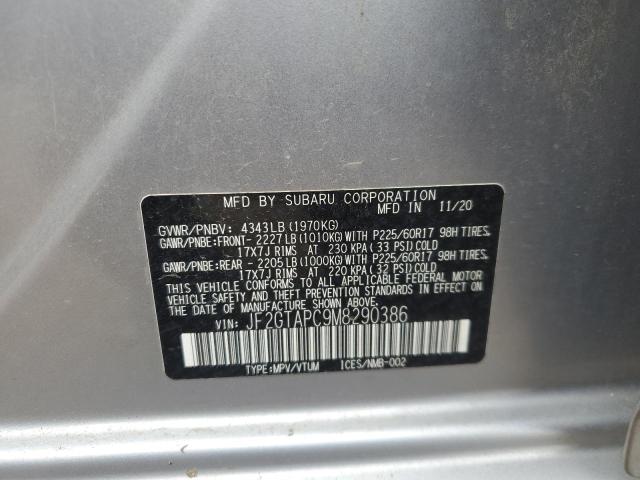 MFD BY SUBARU CORPORATION
MFD IN 11/20
GVWR/PNBV: 4343LB (1970KG)
GAWR/PNBE:FRONT- 2227LB(1010KG)WITH P225/60R17 98H TIRES,
17X7J RIMS AT 230 KPA ( 33 PSI)COLD
GAWR/PNBE:REAR - 2205LB(1000KG)WITH P225/60R17 98H TIRES,
17X7J RIMS AT 220 KPA ( 32 PSI)COLD
THIS VEHICLE CONFORMS TO ALL APPLICABLE FEDERAL MOTOR
VEHICLE SAFETY AND BUMPER STANDARDS IN EFFECT ON
THE DATE OF MANUFACTURE SHOWN ABOVE.
VIN: JF2GTAPC9M8290386
TYPE:MPV/VTUM ICES/NMB-002